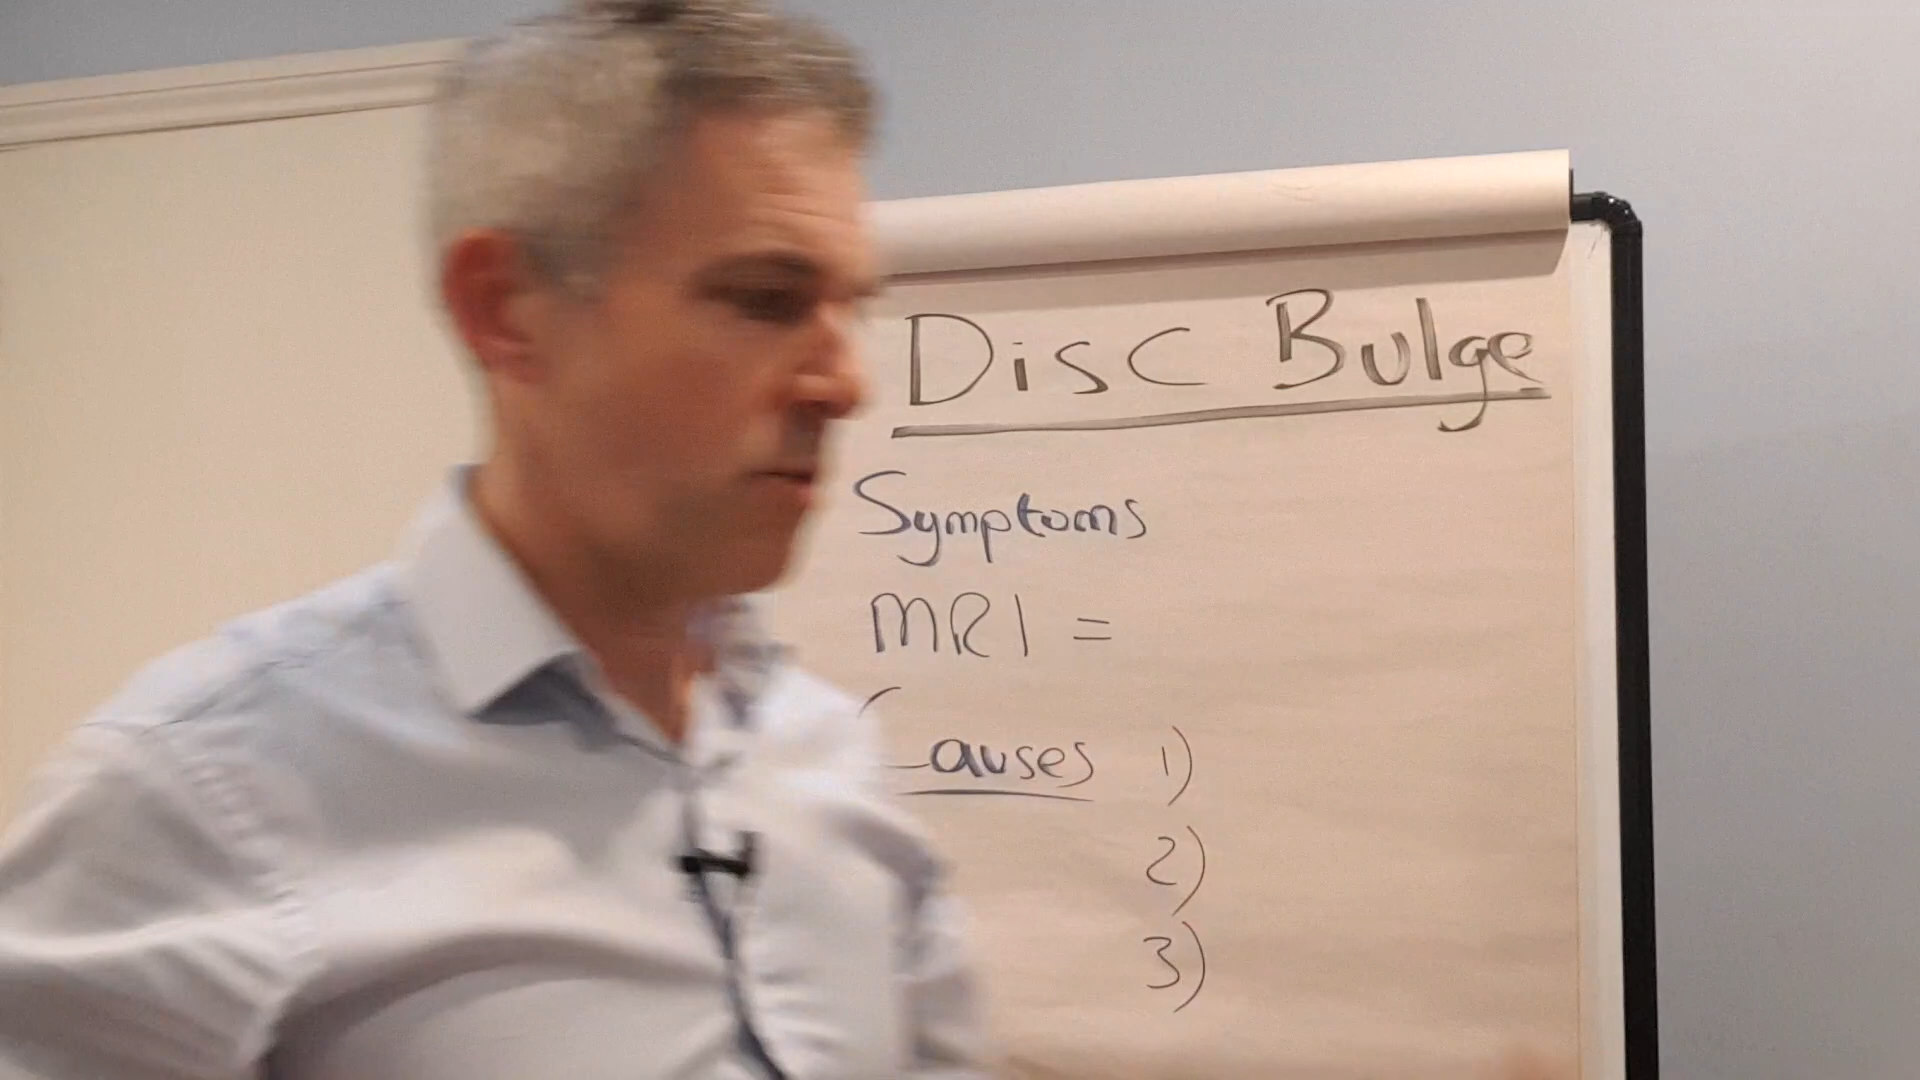 Disc Bulge
Symptoms
MRI =
Causes 1)
2)
3)